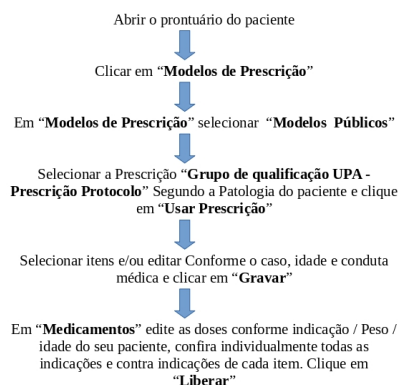 Abrir o prontuário do paciente
Clicar em “Modelos de Prescrição”
Em “Modelos de Prescrição” selecionar “Modelos Públicos”
Selecionar a Prescrição “Grupo de qualificação UPA -
Prescrição Protocolo” Segundo a Patologia do paciente e clique
em “Usar Prescrição”
Selecionar itens e/ou editar Conforme o caso, idade e conduta
médica e clicar em “Gravar”
Em “Medicamentos” edite as doses conforme indicação / Peso /
idade do seu paciente, confira individualmente todas as
indicações e contra indicações de cada item. Clique em
“Liberar”